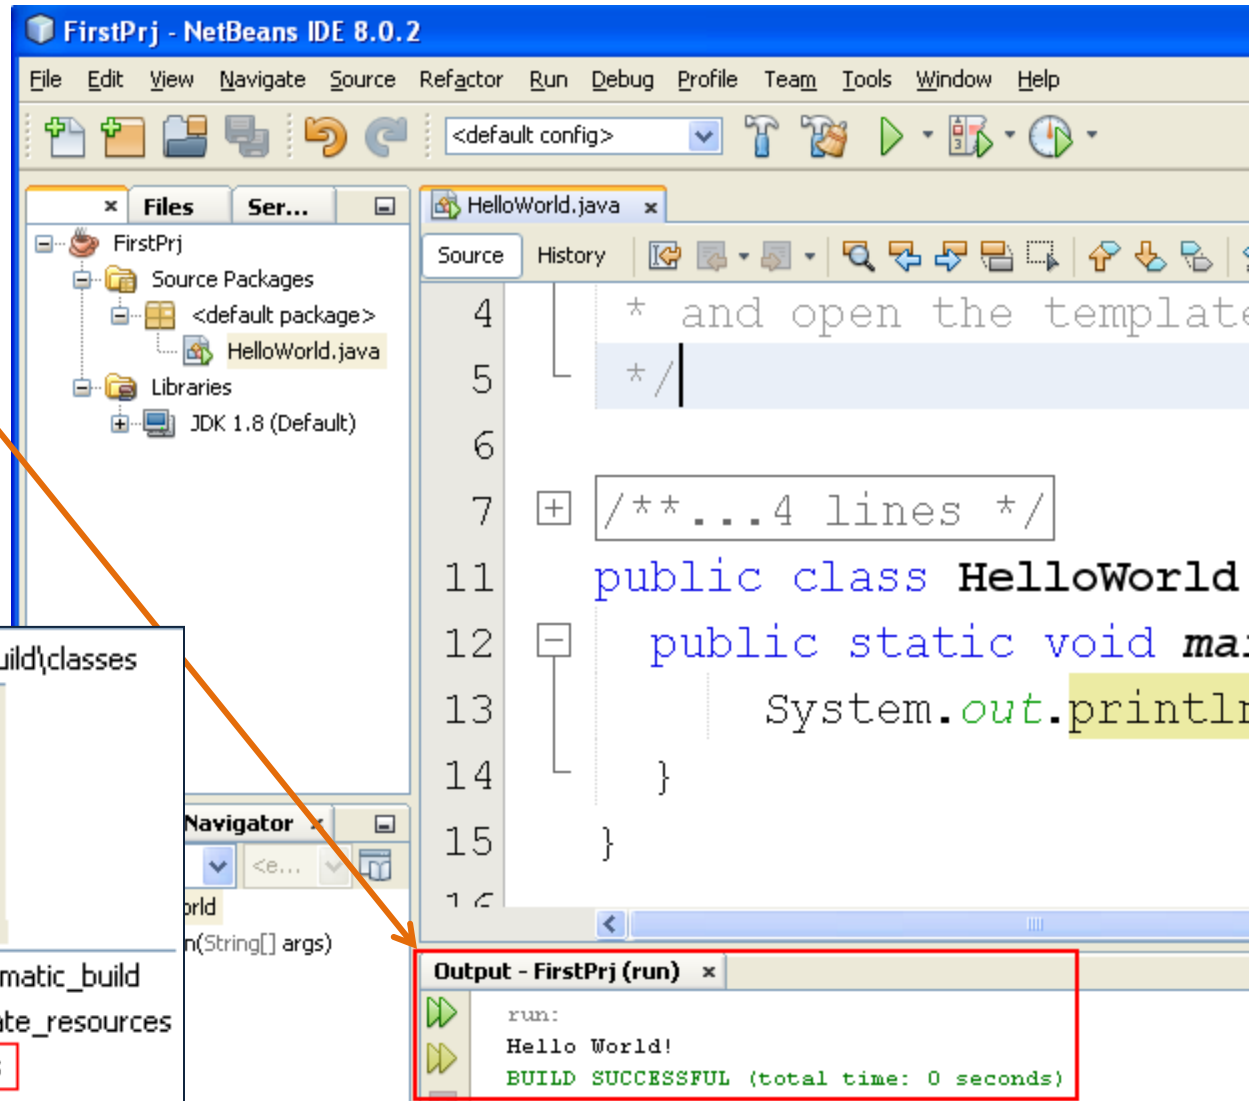 FirstPrj - NetBeans IDE 8.0.2
File Edit View Navigate Source Refactor Run Debug Profile Team Tools Window Help
<default config>
Files Ser...
HelloWorld.java
FirstPrj
Source Packages
<default package>
HelloWorld.java
Libraries
JDK 1.8 (Default)
Source History
4 * and open the template
5 */
6
7 /**...4 lines */
11 public class HelloWorld
12 public static void mai
13 System.out.println
14 }
15 }
16
uild\classes
Navigator
<e...
orld
n(String[] args)
matic_build
ate_resources
Output - FirstPrj (run)
run:
Hello World!
BUILD SUCCESSFUL (total time: 0 seconds)